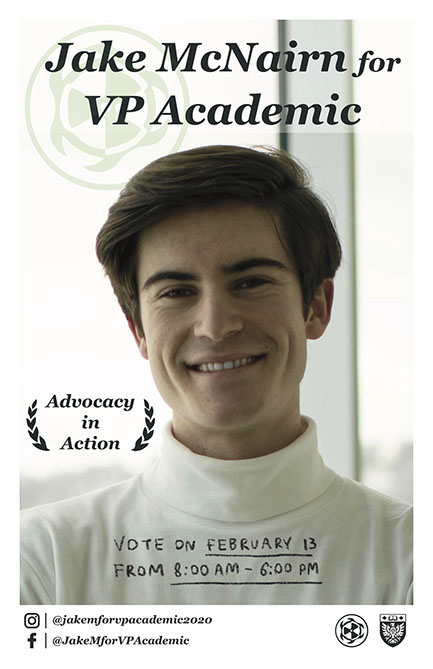 Jake McNairn for
VP Academic
Advocacy
in
Action
VOTE ON FEBRUARY 13
FROM 8:00 AM - 6:00 PM
@jakemforvpacademic2020
@JakeMforVPAcademic